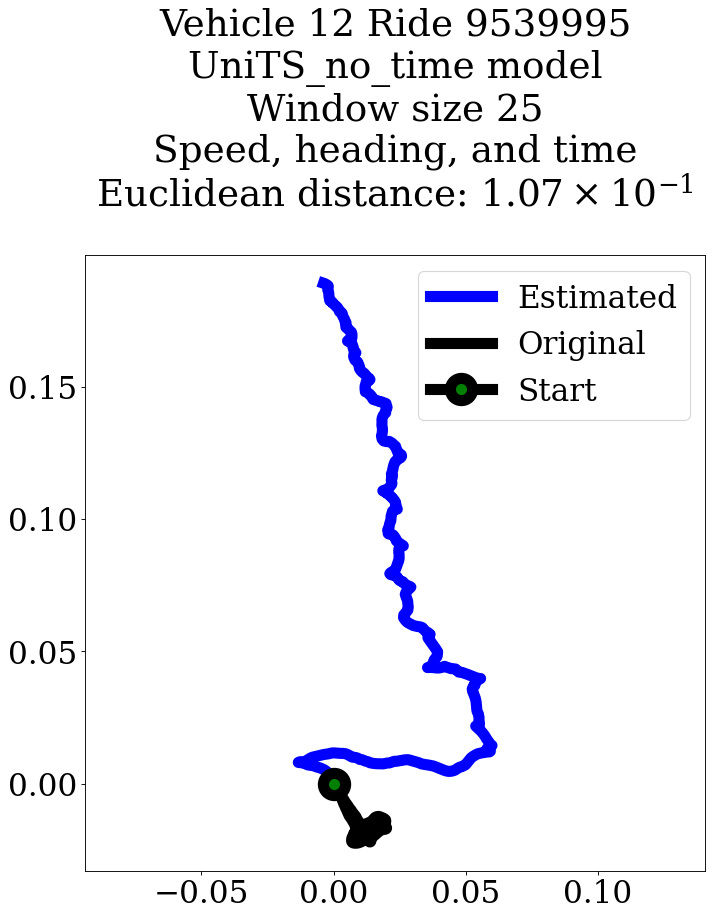 Vehicle 12 Ride 9539995
UniTS_no_time model
Window size 25
Speed, heading, and time
Euclidean distance: 1.07 × 10⁻¹
Estimated
Original
Start
0.15
0.10
0.05
0.00
−0.05 0.00 0.05 0.10